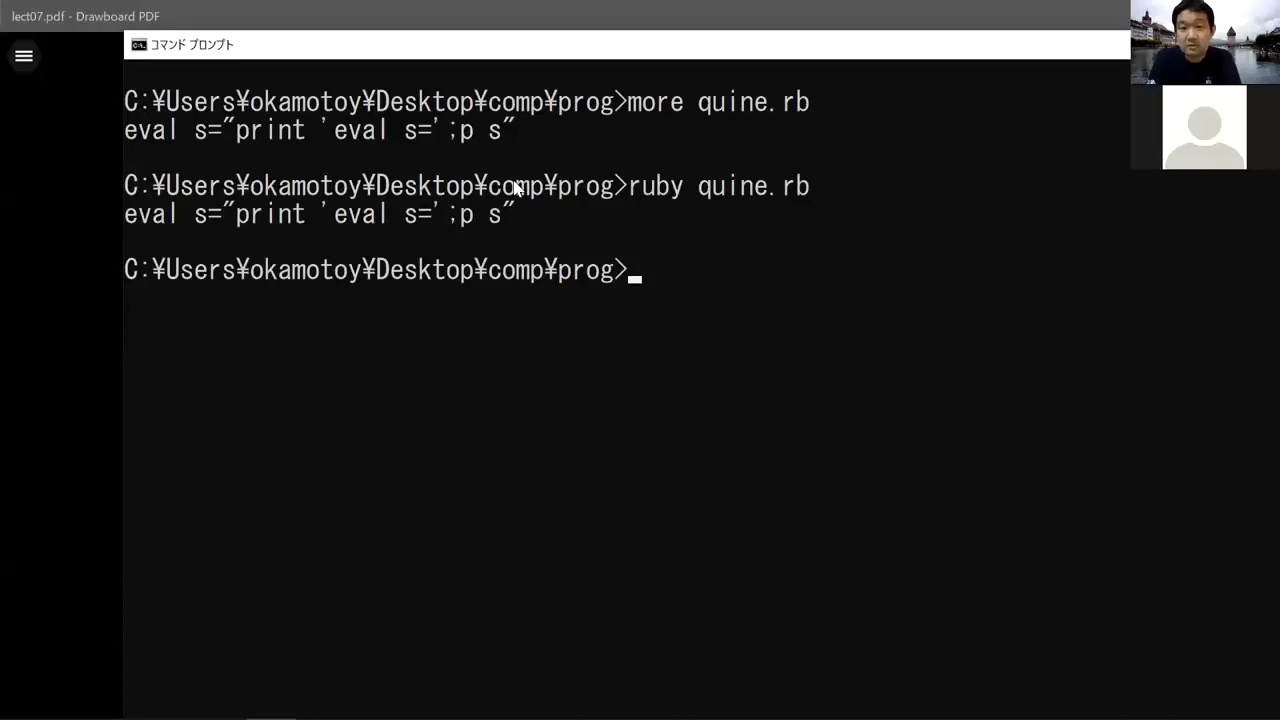 lect07.pdf - Drawboard PDF
コマンド プロンプト
C:¥Users¥okamotoy¥Desktop¥comp¥prog>more quine.rb
eval s="print 'eval s=';p s"
C:¥Users¥okamotoy¥Desktop¥comp¥prog>ruby quine.rb
eval s="print 'eval s=';p s"
C:¥Users¥okamotoy¥Desktop¥comp¥prog>